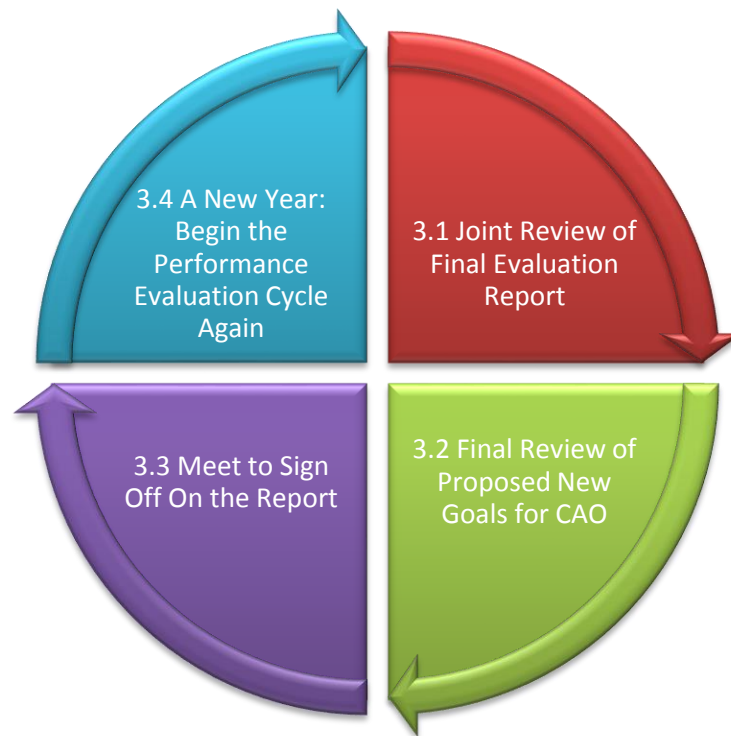 3.4 A New Year:
Begin the
Performance
Evaluation Cycle
Again
3.1 Joint Review of
Final Evaluation
Report
3.3 Meet to Sign
Off On the Report
3.2 Final Review of
Proposed New
Goals for CAO